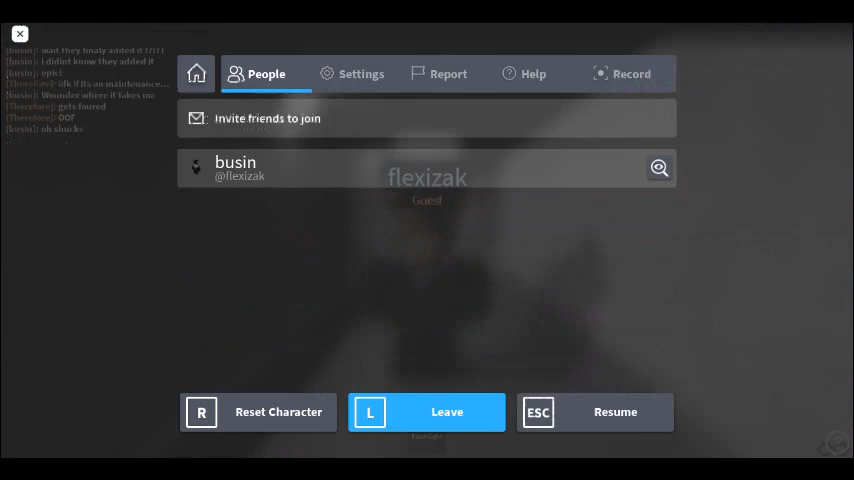 [busin]: wait they finaly added it (?!?)
[busin]: i didint know they added it
[busin]: epic!
[Therefore]: idk if its on maintenance...
[busin]: Wounder where it takes me
[Therefore]: gets foured
[Therefore]: OOF
[busin]: oh shucks
People
Settings
Report
Help
Record
Invite friends to join
busin
@flexizak
flexizak
Guest
R Reset Character
L Leave
ESC Resume
Flashlight